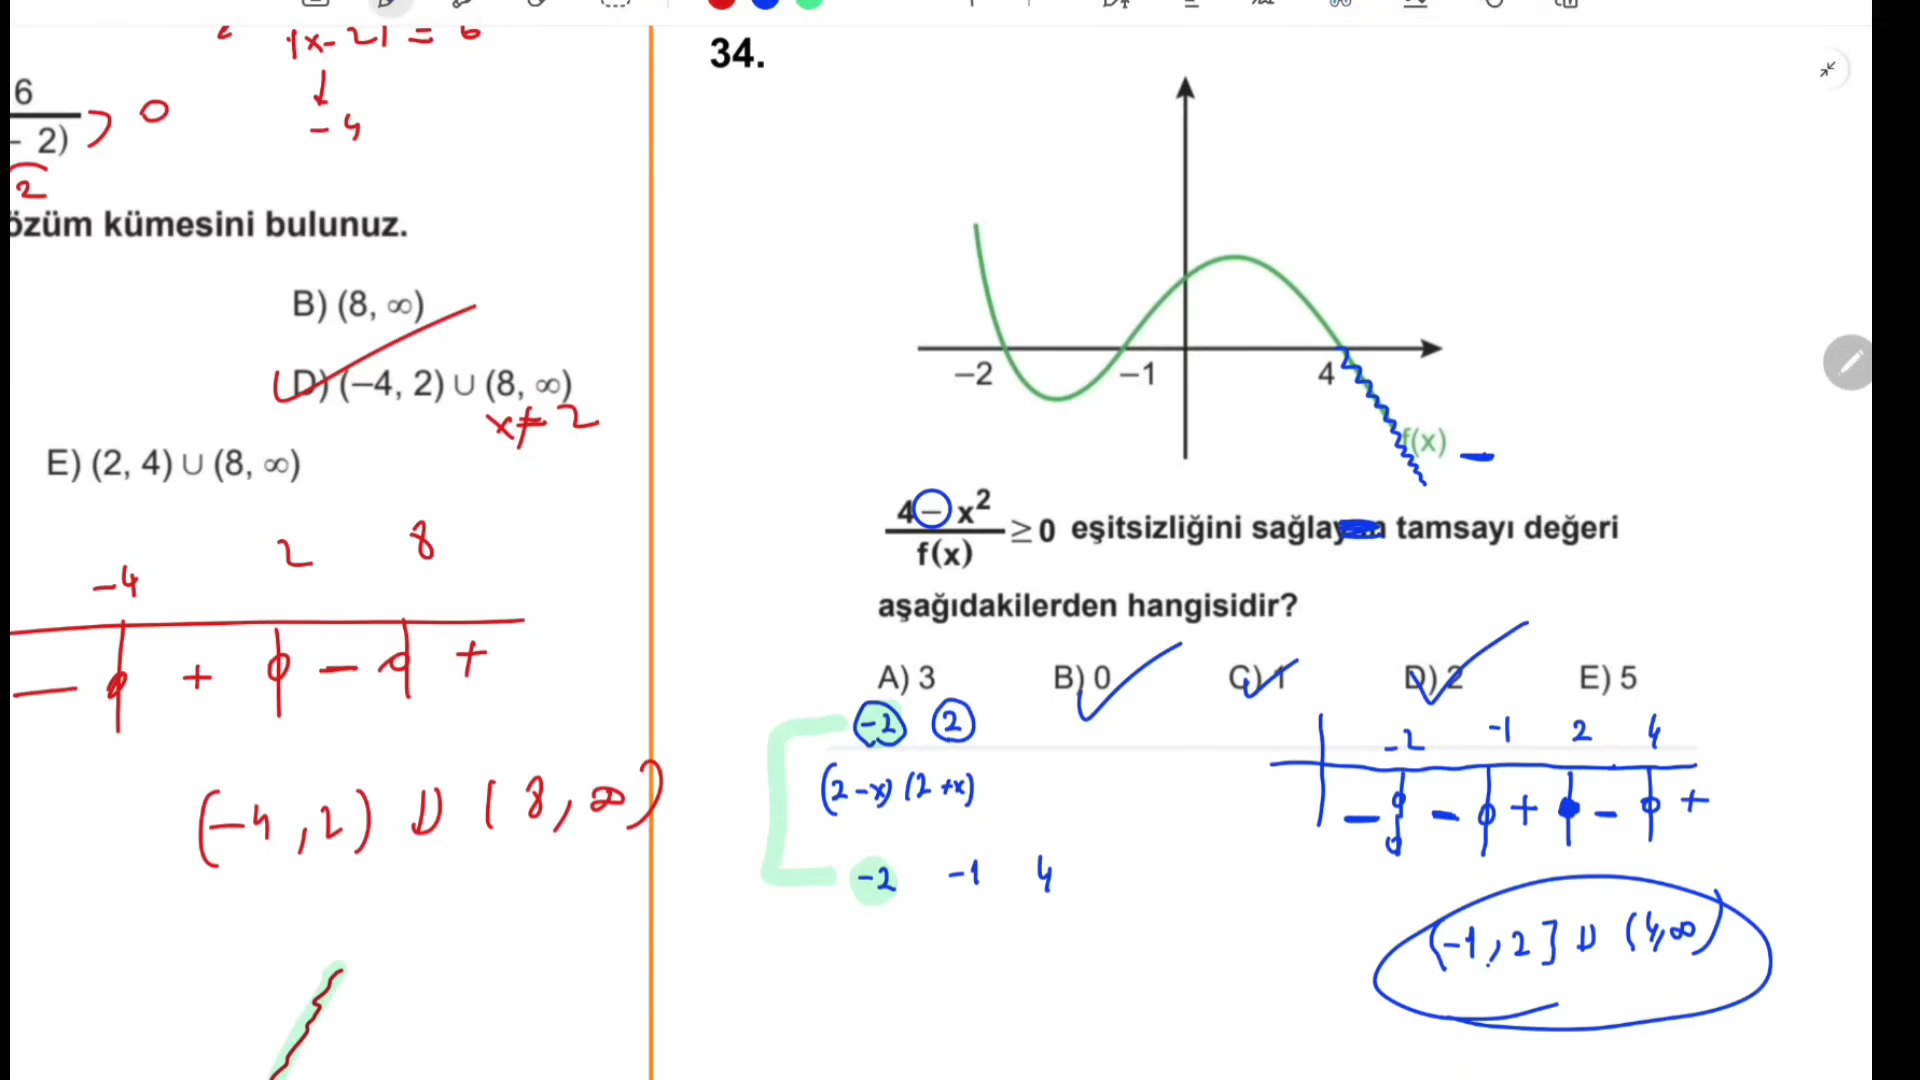 |x-2| = 6
-4
6
- 2)
> 0
2
özüm kümesini bulunuz.
B) (8, ∞)
D) (–4, 2) ∪ (8, ∞)
x≠2
E) (2, 4) ∪ (8, ∞)
-4 2 8
- + - +
(-4,2) U (8, ∞)
34.
–2 –1 4
f(x) -
4 – x²
f(x)
≥ 0 eşitsizliğini sağlay tamsayı değeri
aşağıdakilerden hangisidir?
A) 3 B) 0 C) 1 D) 2 E) 5
-2 2
(2-x) (2+x)
-2 -1 4
-2 -1 2 4
- - + - +
(-1, 2] U (4, ∞)